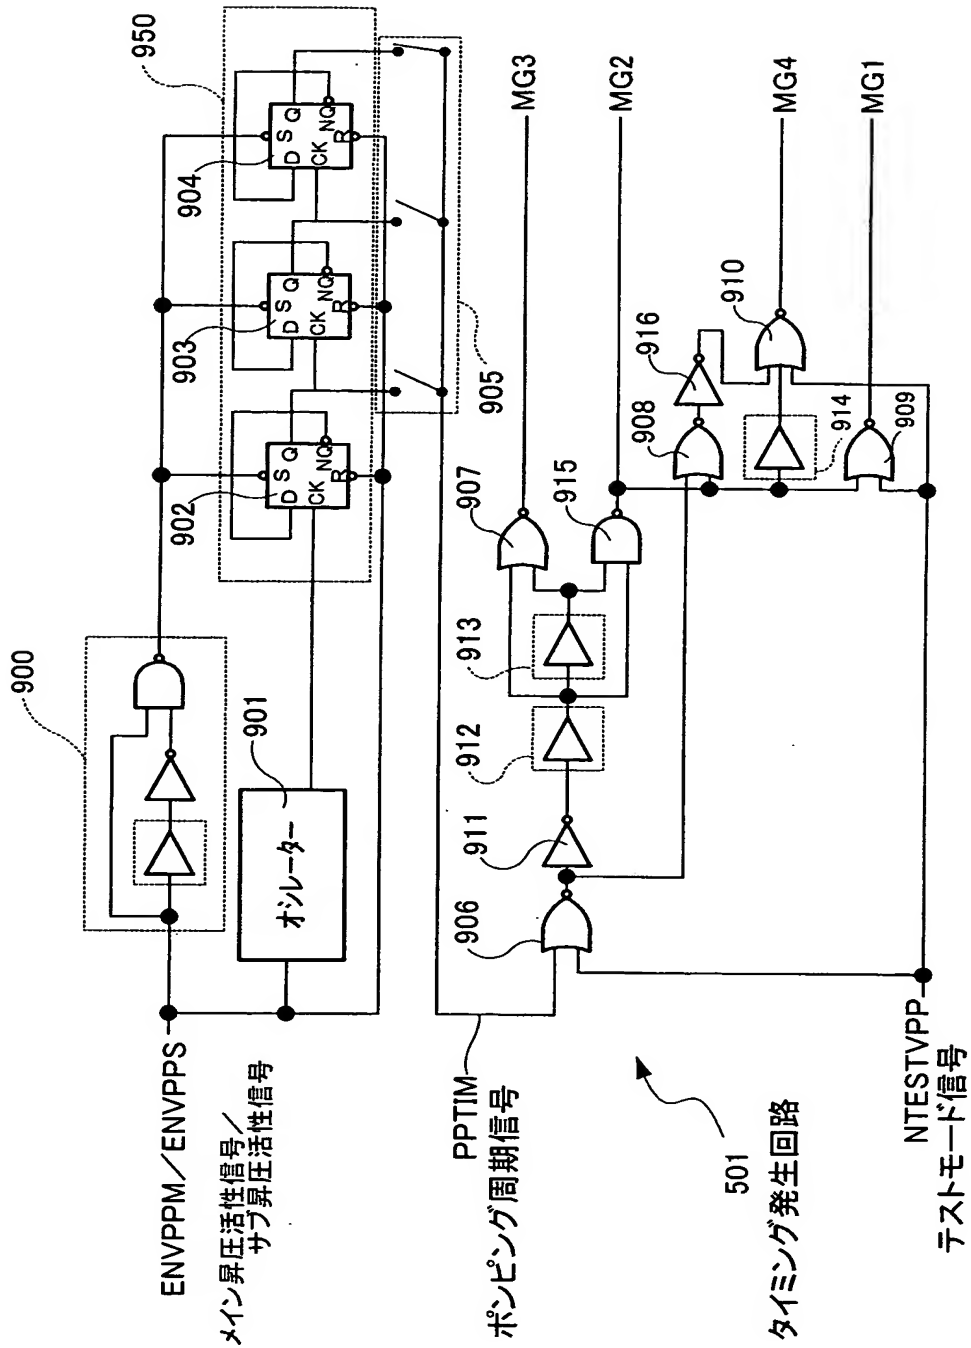 900
ENVPPM/ENVPPS
メイン昇圧活性信号/
サブ昇圧活性信号
901
オシレーター
950
902
S
D
Q
CK
NQ
R
903
S
D
Q
CK
NQ
R
904
S
D
Q
CK
NQ
R
905
PPTIM
ポンピング周期信号
906
911
912
913
907
915
MG3
MG2
908
916
914
910
909
MG4
MG1
501
タイミング発生回路
NTESTVPP
テストモード信号